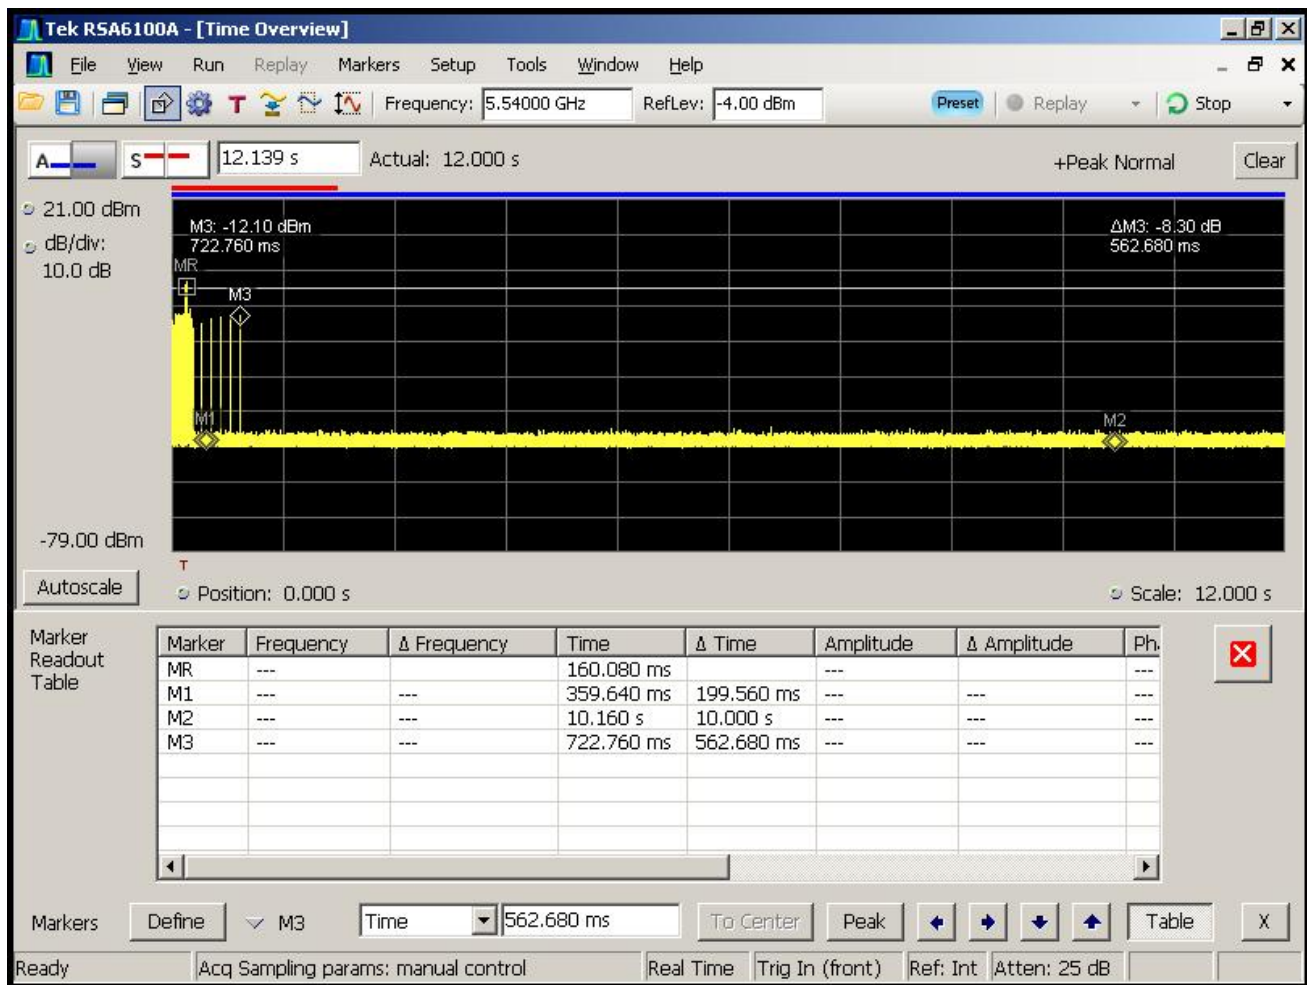 Tek RSA6100A - [Time Overview]
File View Run Replay Markers Setup Tools Window Help
T Frequency: 5.54000 GHz RefLev: -4.00 dBm Preset Replay Stop
A S 12.139 s Actual: 12.000 s +Peak Normal Clear
21.00 dBm
dB/div:
10.0 dB
M3: -12.10 dBm
722.760 ms
ΔM3: -8.30 dB
562.680 ms
MR
M3
M1
M2
-79.00 dBm
T
Autoscale Position: 0.000 s Scale: 12.000 s
Marker
Readout
Table
Marker Frequency Δ Frequency Time Δ Time Amplitude Δ Amplitude Ph
MR --- 160.080 ms --- ---
M1 --- --- 359.640 ms 199.560 ms --- --- ---
M2 --- --- 10.160 s 10.000 s --- --- ---
M3 --- --- 722.760 ms 562.680 ms --- --- ---
Markers Define M3 Time 562.680 ms To Center Peak Table X
Ready Acq Sampling params: manual control Real Time Trig In (front) Ref: Int Atten: 25 dB